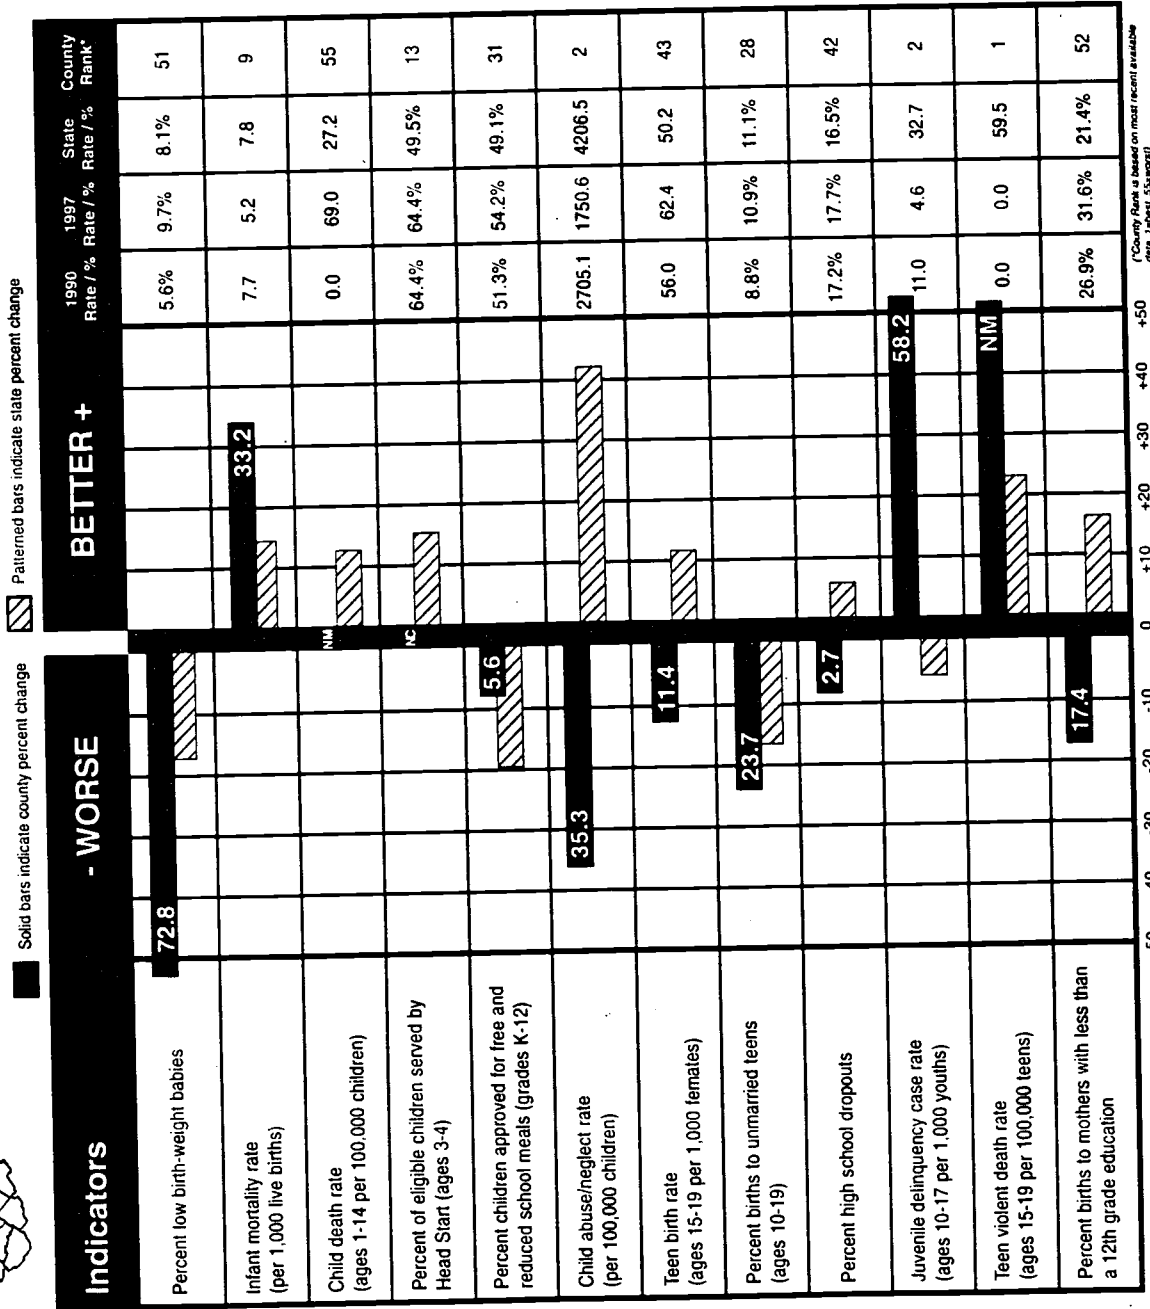 Solid bars indicate county percent change
Patterned bars indicate state percent change
Indicators
- WORSE
BETTER +
1990
Rate / %
1997
Rate / %
State
Rate / %
County
Rank*
Percent low birth-weight babies
72.8
5.6%
9.7%
8.1%
51
Infant mortality rate
(per 1,000 live births)
33.2
7.7
5.2
7.8
9
Child death rate
(ages 1-14 per 100,000 children)
NM
0.0
69.0
27.2
55
Percent of eligible children served by
Head Start (ages 3-4)
NC
64.4%
64.4%
49.5%
13
Percent children approved for free and
reduced school meals (grades K-12)
5.6
51.3%
54.2%
49.1%
31
Child abuse/neglect rate
(per 100,000 children)
35.3
2705.1
1750.6
4206.5
2
Teen birth rate
(ages 15-19 per 1,000 females)
11.4
56.0
62.4
50.2
43
Percent births to unmarried teens
(ages 10-19)
23.7
8.8%
10.9%
11.1%
28
Percent high school dropouts
2.7
17.2%
17.7%
16.5%
42
Juvenile delinquency case rate
(ages 10-17 per 1,000 youths)
58.2
11.0
4.6
32.7
2
Teen violent death rate
(ages 15-19 per 100,000 teens)
NM
0.0
0.0
59.5
1
Percent births to mothers with less than
a 12th grade education
17.4
26.9%
31.6%
21.4%
52
0
+10
+20
+30
+40
+50
(*County Rank is based on most recent available